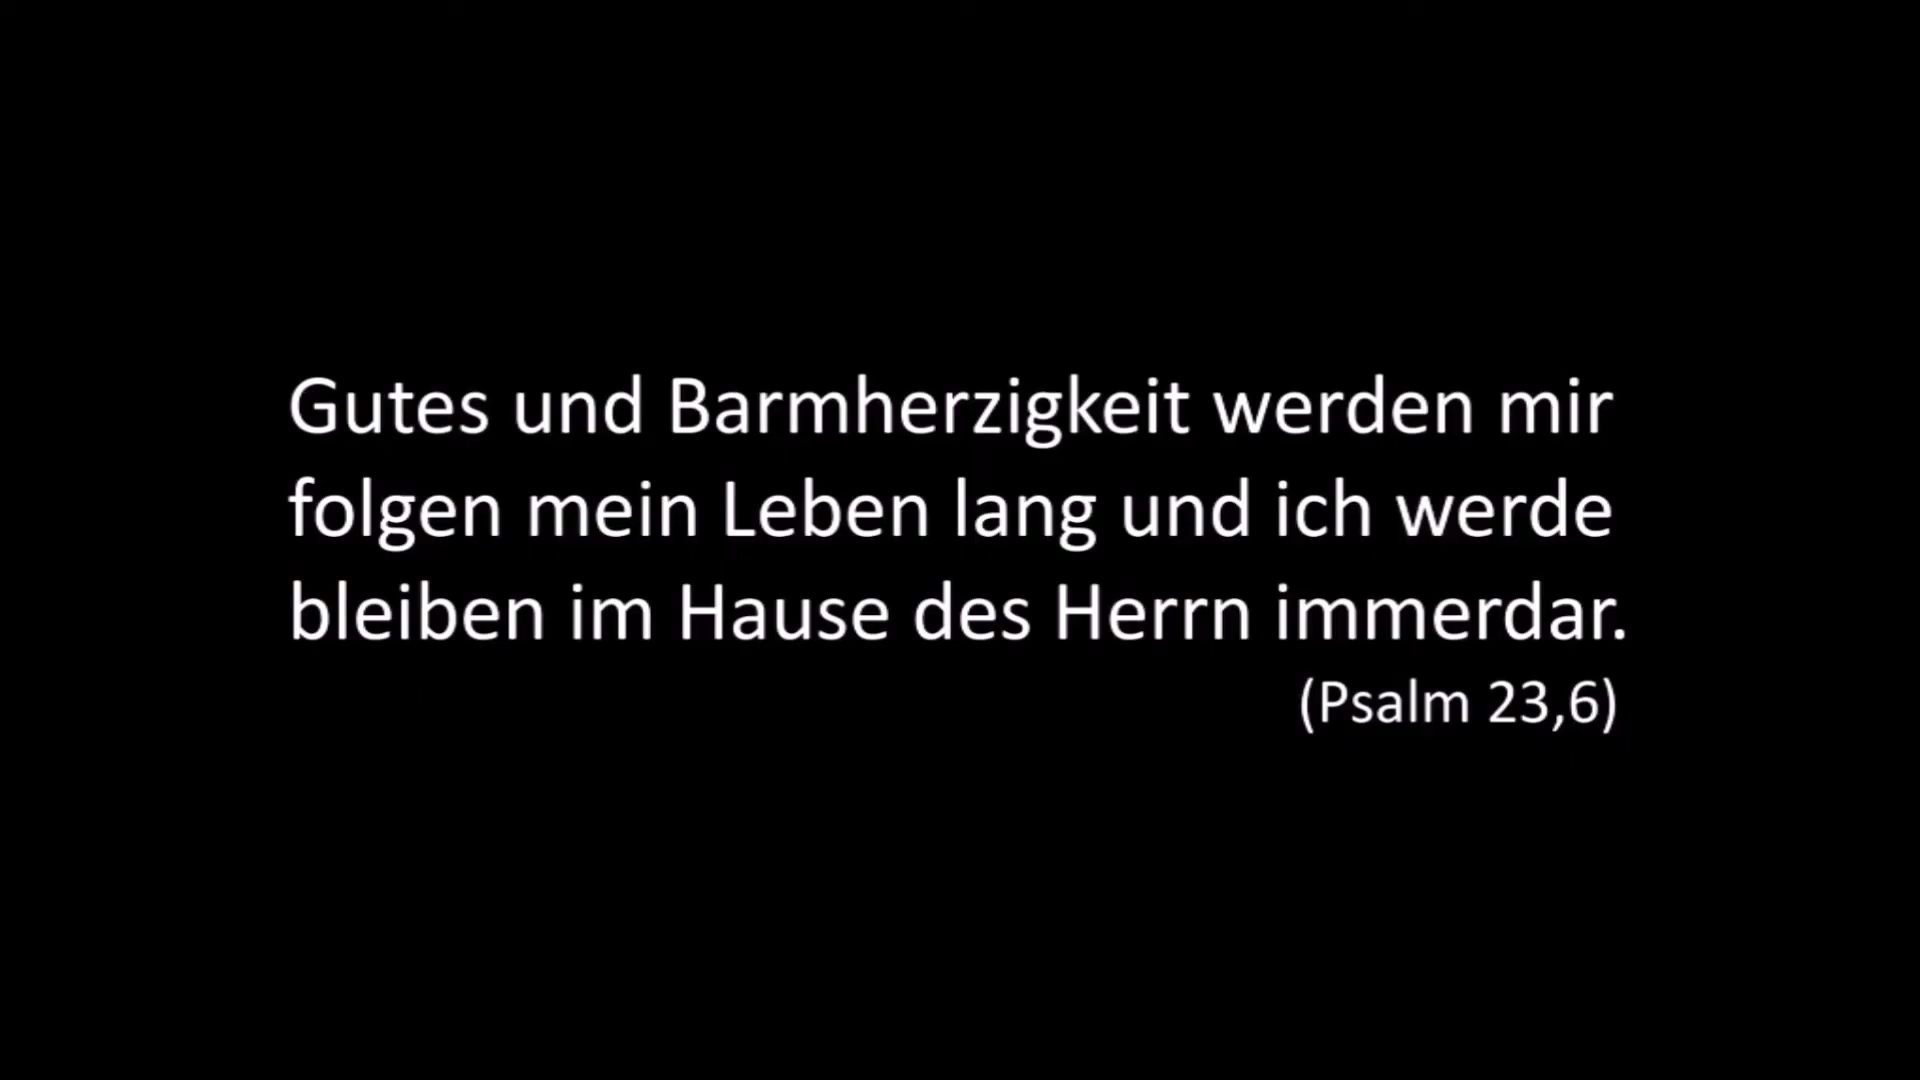 Gutes und Barmherzigkeit werden mir
folgen mein Leben lang und ich werde
bleiben im Hause des Herrn immerdar.
(Psalm 23,6)